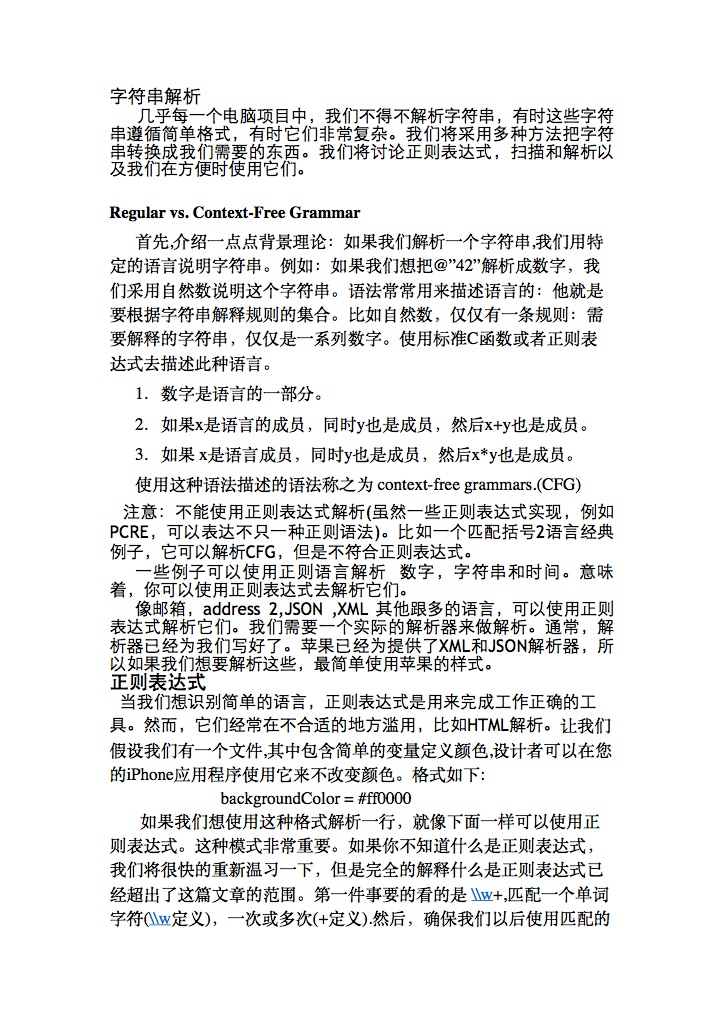 字符串解析
几乎每一个电脑项目中，我们不得不解析字符串，有时这些字符
串遵循简单格式，有时它们非常复杂。我们将采用多种方法把字符
串转换成我们需要的东西。我们将讨论正则表达式，扫描和解析以
及我们在方便时使用它们。
Regular vs. Context-Free Grammar
首先,介绍一点点背景理论：如果我们解析一个字符串,我们用特
定的语言说明字符串。例如：如果我们想把@”42”解析成数字，我
们采用自然数说明这个字符串。语法常常用来描述语言的：他就是
要根据字符串解释规则的集合。比如自然数，仅仅有一条规则：需
要解释的字符串，仅仅是一系列数字。使用标准C函数或者正则表
达式去描述此种语言。
1. 数字是语言的一部分。
2. 如果x是语言的成员，同时y也是成员，然后x+y也是成员。
3. 如果 x是语言成员，同时y也是成员，然后x*y也是成员。
使用这种语法描述的语法称之为 context-free grammars.(CFG)
注意：不能使用正则表达式解析(虽然一些正则表达式实现，例如
PCRE，可以表达不只一种正则语法)。比如一个匹配括号2语言经典
例子，它可以解析CFG，但是不符合正则表达式。
一些例子可以使用正则语言解析 数字，字符串和时间。意味
着，你可以使用正则表达式去解析它们。
像邮箱，address 2,JSON ,XML 其他跟多的语言，可以使用正则
表达式解析它们。我们需要一个实际的解析器来做解析。通常，解
析器已经为我们写好了。苹果已经为提供了XML和JSON解析器，所
以如果我们想要解析这些，最简单使用苹果的样式。
正则表达式
当我们想识别简单的语言，正则表达式是用来完成工作正确的工
具。然而，它们经常在不合适的地方滥用，比如HTML解析。让我们
假设我们有一个文件,其中包含简单的变量定义颜色,设计者可以在您
的iPhone应用程序使用它来不改变颜色。格式如下:
backgroundColor = #ff0000
如果我们想使用这种格式解析一行，就像下面一样可以使用正
则表达式。这种模式非常重要。如果你不知道什么是正则表达式，
我们将很快的重新温习一下，但是完全的解释什么是正则表达式已
经超出了这篇文章的范围。第一件事要的看的是 \\w+,匹配一个单词
字符(\\w定义)，一次或多次(+定义).然后，确保我们以后使用匹配的